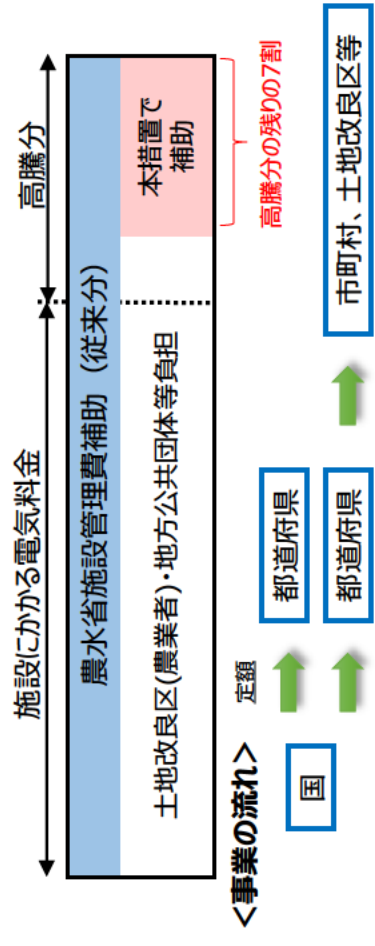 施設にかかる電気料金
高騰分
農水省施設管理費補助（従来分）
土地改良区(農業者)・地方公共団体等負担
本措置で
補助
高騰分の残りの7割
＜事業の流れ＞
定額
国
都道府県
都道府県
市町村、土地改良区等